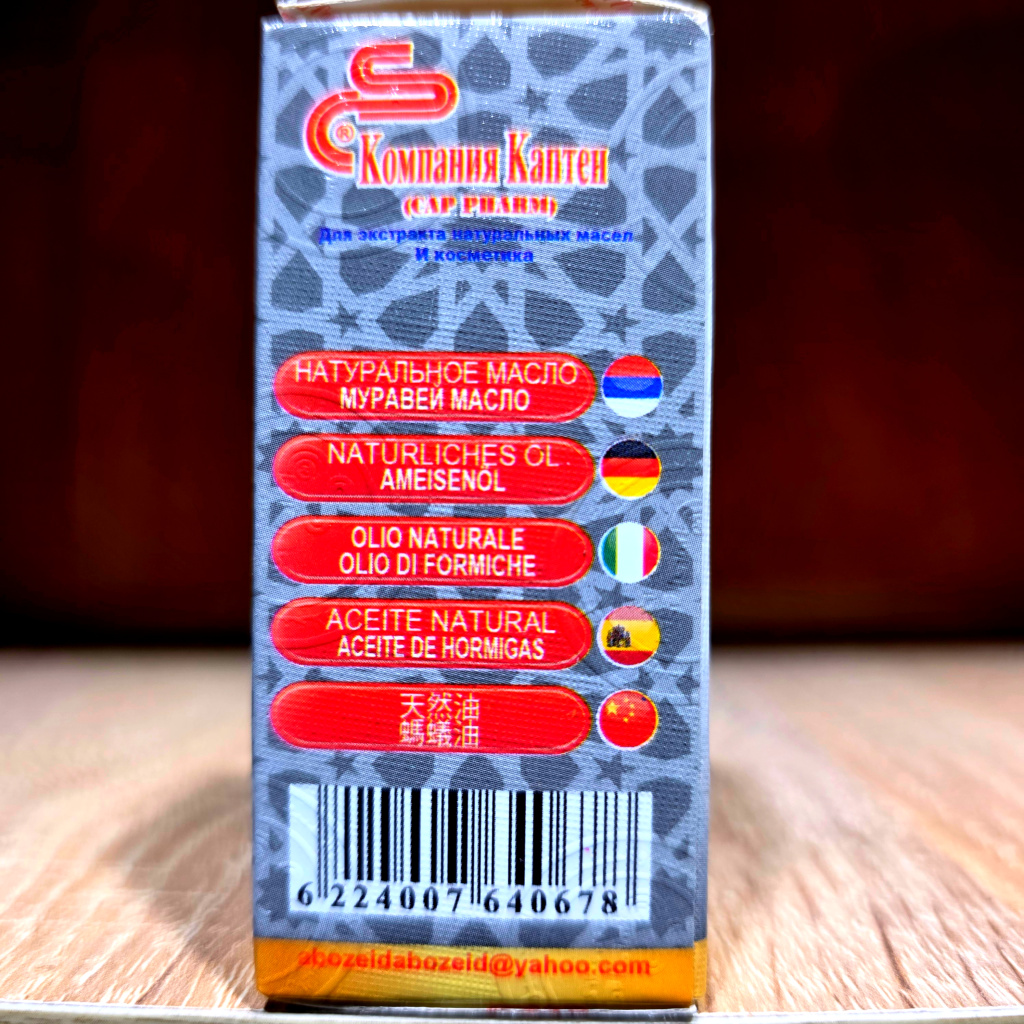 ®
Компания Каптен
(CAP PHARM)
Для экстракта натуральных масел
И косметика
НАТУРАЛЬНОЕ МАСЛО
МУРАВЕЙ МАСЛО
NATURLICHES OL
AMEISENÖL
OLIO NATURALE
OLIO DI FORMICHE
ACEITE NATURAL
ACEITE DE HORMIGAS
天然油
螞蟻油
6 224007 640678
abozeidabozeid@yahoo.com